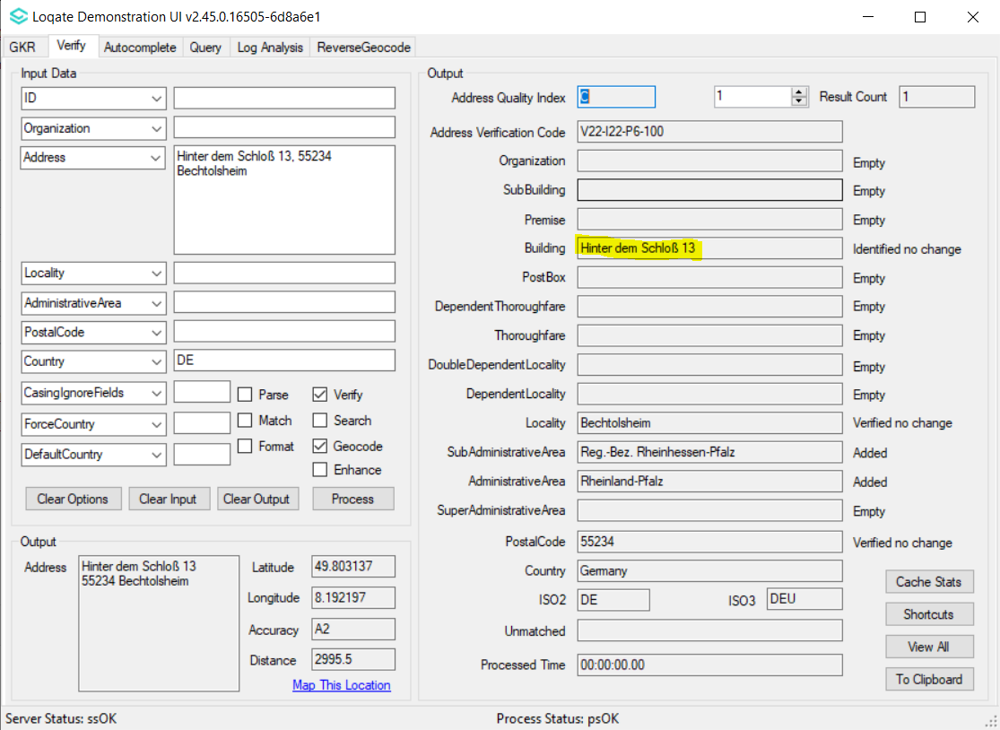 Loqate Demonstration UI v2.45.0.16505-6d8a6e1
GKR Verify Autocomplete Query Log Analysis ReverseGeocode
Input Data
ID
Organization
Address Hinter dem Schloß 13, 55234
Bechtolsheim
Locality
AdministrativeArea
PostalCode
Country DE
CasingIgnoreFields Parse Verify
ForceCountry Match Search
DefaultCountry Format Geocode
Enhance
Clear Options Clear Input Clear Output Process
Output
Address Hinter dem Schloß 13
55234 Bechtolsheim
Latitude 49.803137
Longitude 8.192197
Accuracy A2
Distance 2995.5
Map This Location
Output
Address Quality Index C 1 Result Count 1
Address Verification Code V22-I22-P6-100
Organization Empty
SubBuilding Empty
Premise Empty
Building Hinter dem Schloß 13 Identified no change
PostBox Empty
DependentThoroughfare Empty
Thoroughfare Empty
DoubleDependentLocality Empty
DependentLocality Empty
Locality Bechtolsheim Verified no change
SubAdministrativeArea Reg.-Bez. Rheinhessen-Pfalz Added
AdministrativeArea Rheinland-Pfalz Added
SuperAdministrativeArea Empty
PostalCode 55234 Verified no change
Country Germany
ISO2 DE ISO3 DEU
Unmatched
Processed Time 00:00:00.00
Cache Stats
Shortcuts
View All
To Clipboard
Server Status: ssOK Process Status: psOK